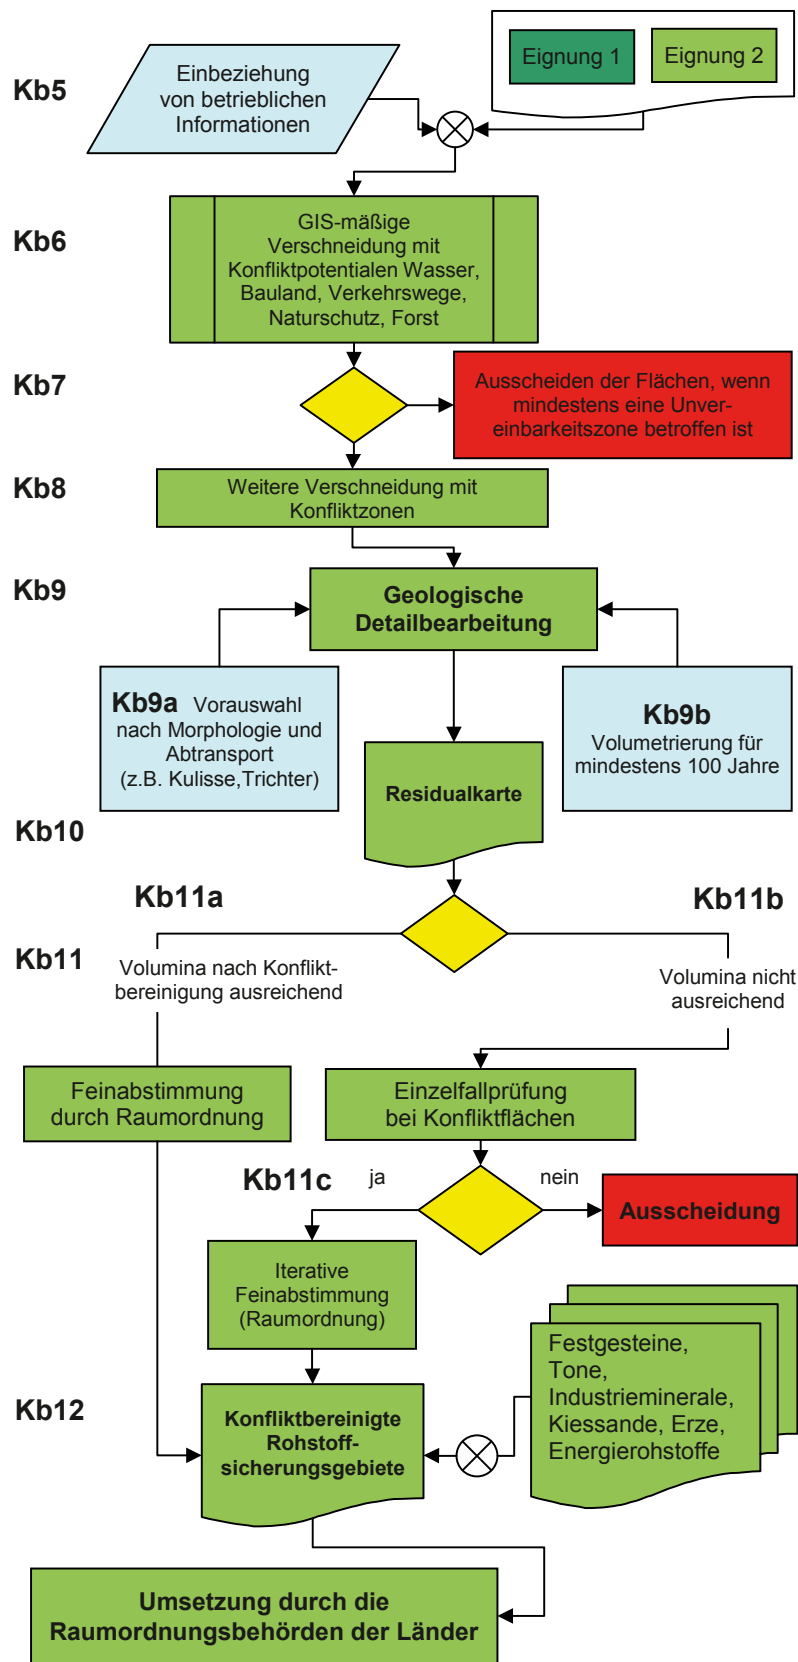 Eignung 1
Eignung 2
Kb5
Einbeziehung
von betrieblichen
Informationen
Kb6
GIS-mäßige
Verschneidung mit
Konfliktpotentialen Wasser,
Bauland, Verkehrswege,
Naturschutz, Forst
Kb7
Ausscheiden der Flächen, wenn
mindestens eine Unver-
einbarkeitszone betroffen ist
Kb8
Weitere Verschneidung mit
Konfliktzonen
Kb9
Geologische
Detailbearbeitung
Kb9a Vorauswahl
nach Morphologie und
Abtransport
(z.B. Kulisse,Trichter)
Kb9b
Volumetrierung für
mindestens 100 Jahre
Residualkarte
Kb10
Kb11a
Kb11b
Kb11
Volumina nach Konflikt-
bereinigung ausreichend
Volumina nicht
ausreichend
Feinabstimmung
durch Raumordnung
Einzelfallprüfung
bei Konfliktflächen
Kb11c
ja
nein
Ausscheidung
Iterative
Feinabstimmung
(Raumordnung)
Festgesteine,
Tone,
Industrieminerale,
Kiessande, Erze,
Energierohstoffe
Kb12
Konfliktbereinigte
Rohstoff-
sicherungsgebiete
Umsetzung durch die
Raumordnungsbehörden der Länder